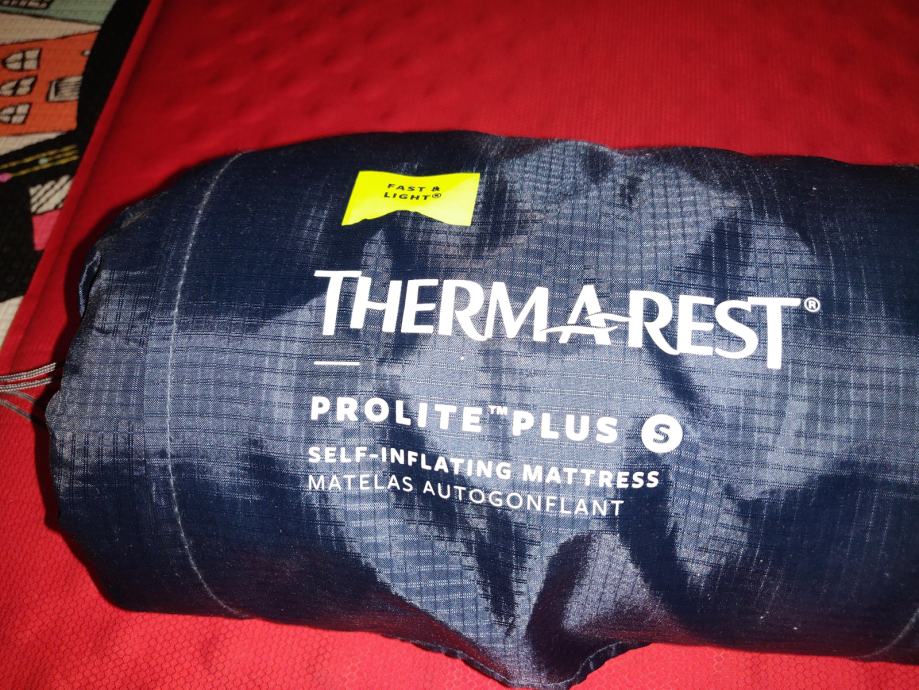 FAST &
LIGHT®
THERM-A-REST®
PROLITE™ PLUS S
SELF-INFLATING MATTRESS
MATELAS AUTOGONFLANT